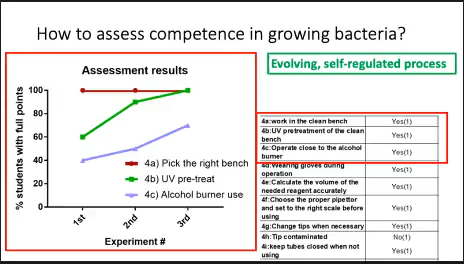 How to assess competence in growing bacteria?
Evolving, self-regulated process
Assessment results
% students with full points
100
80
60
40
20
0
1st
2nd
3rd
Experiment #
4a) Pick the right bench
4b) UV pre-treat
4c) Alcohol burner use
4a:work in the clean bench Yes(1)
4b:UV pretreatment of the clean
bench Yes(1)
4c:Operate close to the alcohol
burner Yes(1)
4d:Wearing gloves during
operation Yes(1)
4e:Calculate the volume of the
needed reagent accurately Yes(1)
4f:Choose the proper pipettor
and set to the right scale before
using Yes(1)
4g:Change tips when necessary Yes(1)
4h:Tip contaminated No(1)
4i:keep tubes closed when not
using Yes(1)